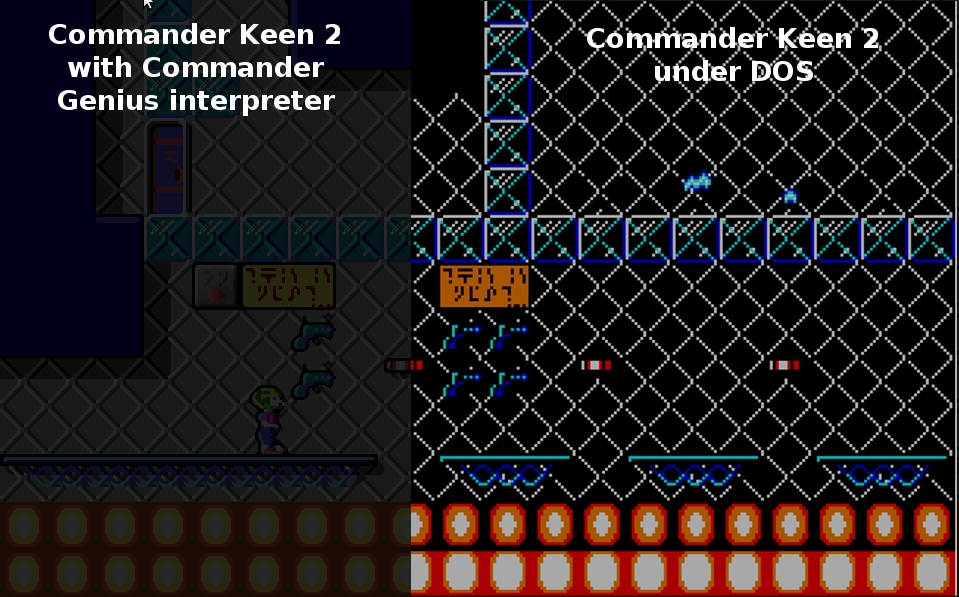 Commander Keen 2
with Commander
Genius interpreter
Commander Keen 2
under DOS